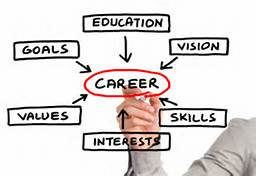 EDUCATION
GOALS
VISION
CAREER
VALUES
SKILLS
INTERESTS